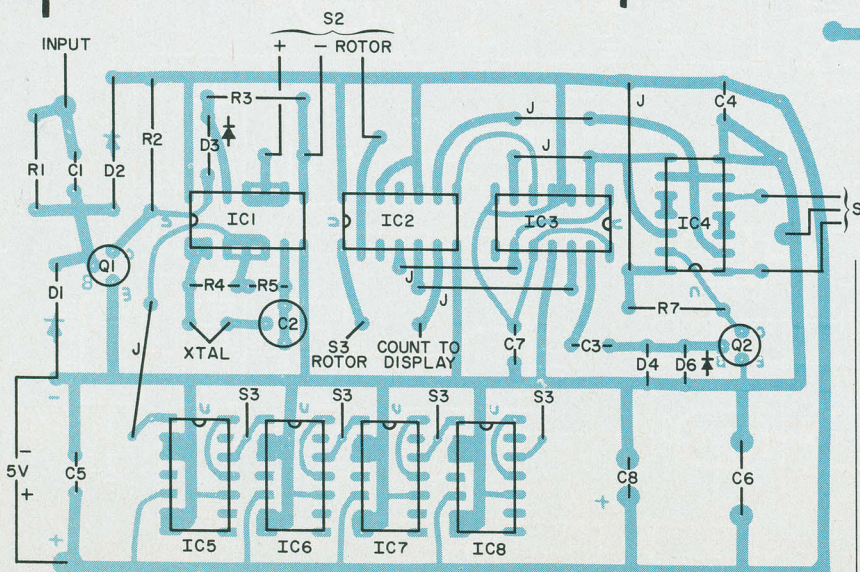 S2
INPUT
+ − ROTOR
R3
J
J
C4
D3
R2
J
R1
C1
D2
IC1
IC2
IC3
IC4
S
Q1
D1
R4
R5
J
R7
C2
XTAL
S3
ROTOR
COUNT TO
DISPLAY
C7
C3
Q2
J
D4
D6
−
S3
S3
S3
S3
−
5V
+
C5
C8
C6
+
+
IC5
IC6
IC7
IC8